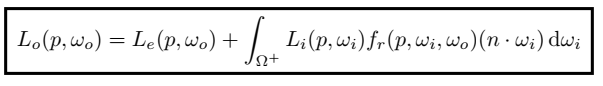 L_o(p, ω_o) = L_e(p, ω_o) + ∫_{Ω⁺} L_i(p, ω_i) f_r(p, ω_i, ω_o)(n · ω_i) dω_i